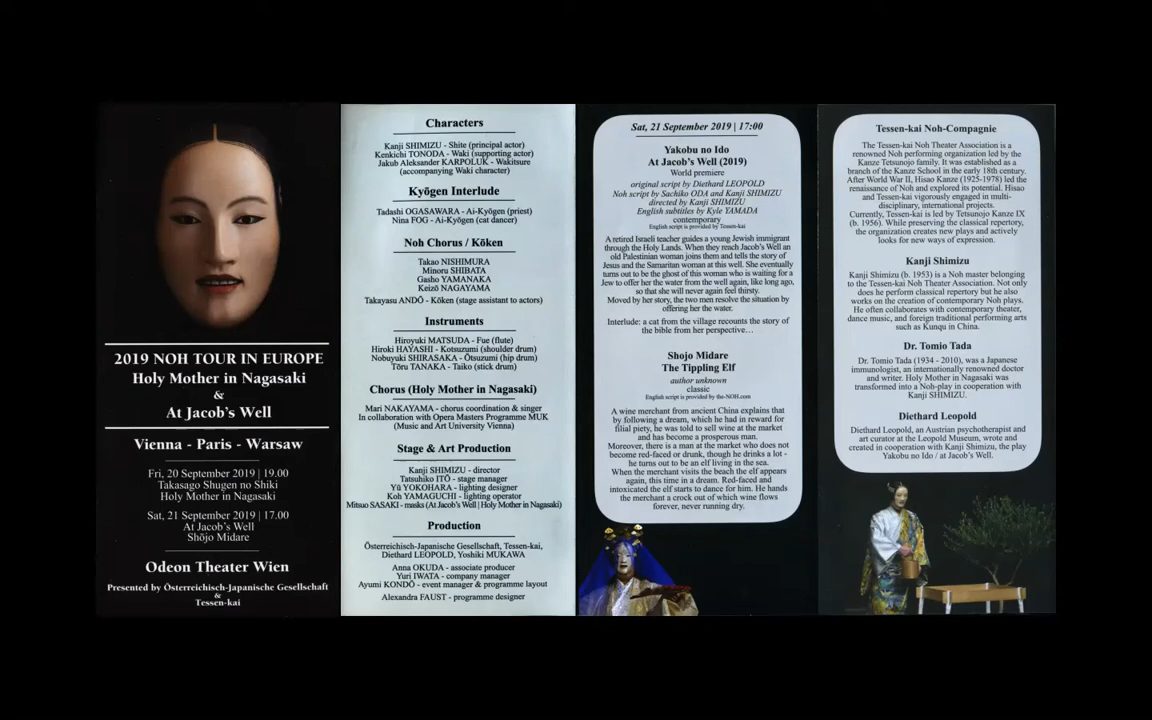 2019 NOH TOUR IN EUROPE
Holy Mother in Nagasaki
&
At Jacob's Well
Vienna - Paris - Warsaw
Fri, 20 September 2019 | 19.00
Takasago Shugen no Shiki
Holy Mother in Nagasaki
Sat, 21 September 2019 | 17.00
At Jacob's Well
Shōjo Midare
Odeon Theater Wien
Presented by Österreichisch-Japanische Gesellschaft
&
Tessen-kai
Characters
Kanji SHIMIZU - Shite (principal actor)
Kenkichi TONODA - Waki (supporting actor)
Jakub Aleksander KARPOLUK - Wakitsure
(accompanying Waki character)
Kyōgen Interlude
Tadashi OGASAWARA - Ai-Kyōgen (priest)
Nina FOG - Ai-Kyōgen (cat dancer)
Noh Chorus / Kōken
Takao NISHIMURA
Minoru SHIBATA
Gasho YAMANAKA
Keizō NAGAYAMA
Takayasu ANDŌ - Kōken (stage assistant to actors)
Instruments
Hiroyuki MATSUDA - Fue (flute)
Hiroki HAYASHI - Kotsuzumi (shoulder drum)
Nobuyuki SHIRASAKA - Ōtsuzumi (hip drum)
Tōru TANAKA - Taiko (stick drum)
Chorus (Holy Mother in Nagasaki)
Mari NAKAYAMA - chorus coordination & singer
In collaboration with Opera Masters Programme MUK
(Music and Art University Vienna)
Stage & Art Production
Kanji SHIMIZU - director
Tatsuhiko ITŌ - stage manager
Yū YOKOHARA - lighting designer
Koh YAMAGUCHI - lighting operator
Mitsuo SASAKI - masks (At Jacob's Well | Holy Mother in Nagasaki)
Production
Österreichisch-Japanische Gesellschaft, Tessen-kai,
Diethard LEOPOLD, Yoshiki MUKAWA
Anna OKUDA - associate producer
Yuri IWATA - company manager
Ayumi KONDŌ - event manager & programme layout
Alexandra FAUST - programme designer
Sat, 21 September 2019 | 17:00
Yakobu no Ido
At Jacob's Well (2019)
World premiere
original script by Diethard LEOPOLD
Noh script by Sachiko ODA and Kanji SHIMIZU
directed by Kanji SHIMIZU
English subtitles by Kyle YAMADA
contemporary
English script is provided by Tessen-kai
A retired Israeli teacher guides a young Jewish immigrant
through the Holy Lands. When they reach Jacob's Well an
old Palestinian woman joins them and tells the story of
Jesus and the Samaritan woman at this well. She eventually
turns out to be the ghost of this woman who is waiting for a
Jew to offer her the water from the well again, like long ago,
so that she will never again feel thirsty.
Moved by her story, the two men resolve the situation by
offering her the water.
Interlude: a cat from the village recounts the story of
the bible from her perspective…
Shojo Midare
The Tippling Elf
author unknown
classic
English script is provided by the-NOH.com
A wine merchant from ancient China explains that
by following a dream, which he had in reward for
filial piety, he was told to sell wine at the market
and has become a prosperous man.
Moreover, there is a man at the market who does not
become red-faced or drunk, though he drinks a lot -
he turns out to be an elf living in the sea.
When the merchant visits the beach the elf appears
again, this time in a dream. Red-faced and
intoxicated the elf starts to dance for him. He hands
the merchant a crock out of which wine flows
forever, never running dry.
Tessen-kai Noh-Compagnie
The Tessen-kai Noh Theater Association is a
renowned Noh performing organization led by the
Kanze Tetsunojo family. It was established as a
branch of the Kanze School in the early 18th century.
After World War II, Hisao Kanze (1925-1978) led the
renaissance of Noh and explored its potential. Hisao
and Tessen-kai vigorously engaged in multi-
disciplinary, international projects.
Currently, Tessen-kai is led by Tetsunojo Kanze IX
(b. 1956). While preserving the classical repertory,
the organization creates new plays and actively
looks for new ways of expression.
Kanji Shimizu
Kanji Shimizu (b. 1953) is a Noh master belonging
to the Tessen-kai Noh Theater Association. Not only
does he perform classical repertory but he also
works on the creation of contemporary Noh plays.
He often collaborates with contemporary theater,
dance music, and foreign traditional performing arts
such as Kunqu in China.
Dr. Tomio Tada
Dr. Tomio Tada (1934 - 2010), was a Japanese
immunologist, an internationally renowned doctor
and writer. Holy Mother in Nagasaki was
transformed into a Noh-play in cooperation with
Kanji SHIMIZU.
Diethard Leopold
Diethard Leopold, an Austrian psychotherapist and
art curator at the Leopold Museum, wrote and
created in cooperation with Kanji Shimizu, the play
Yakobu no Ido / at Jacob's Well.